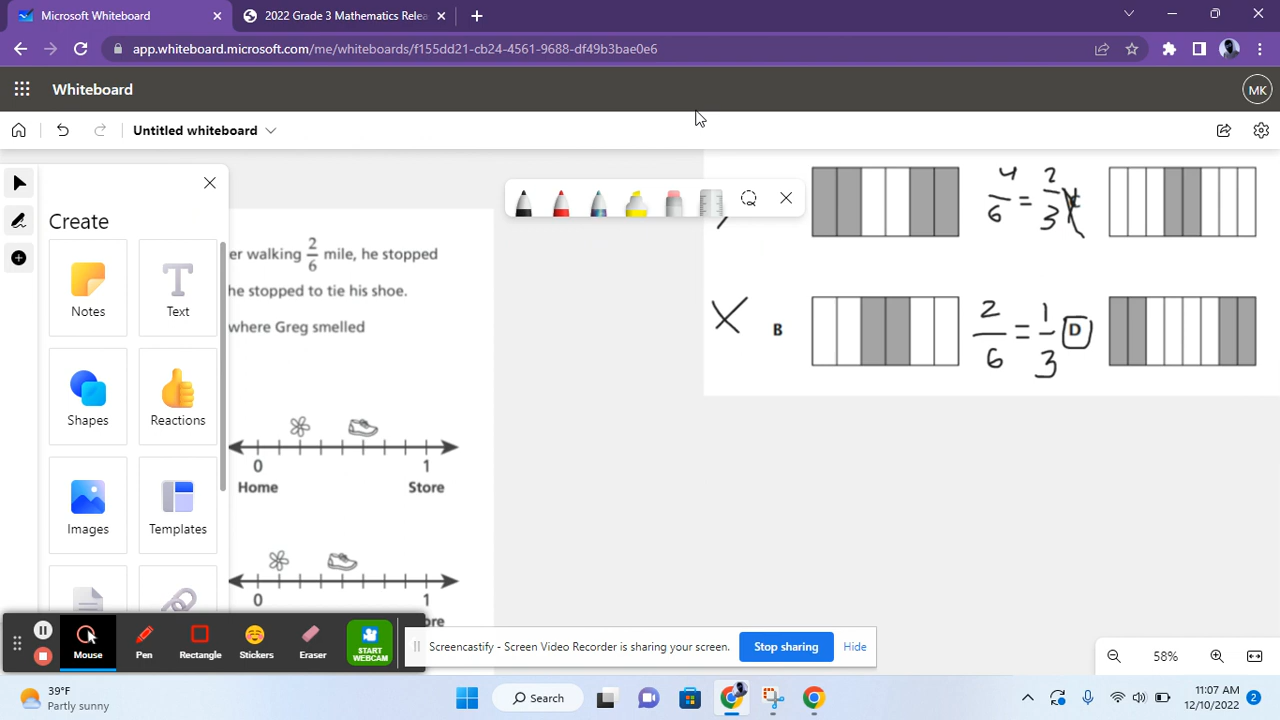 Microsoft Whiteboard
2022 Grade 3 Mathematics Relea
app.whiteboard.microsoft.com/me/whiteboards/f155dd21-cb24-4561-9688-df49b3bae0e6
Whiteboard
MK
Untitled whiteboard
Create
Notes
Text
Shapes
Reactions
Images
Templates
er walking 2/6 mile, he stopped
he stopped to tie his shoe.
where Greg smelled
0 1
Home Store
0 1
ore
4/6 = 2/3
X B 2/6 = 1/3 D
Mouse
Pen
Rectangle
Stickers
Eraser
START WEBCAM
Screencastify - Screen Video Recorder is sharing your screen.
Stop sharing
Hide
58%
39°F
Partly sunny
Search
11:07 AM
12/10/2022
2